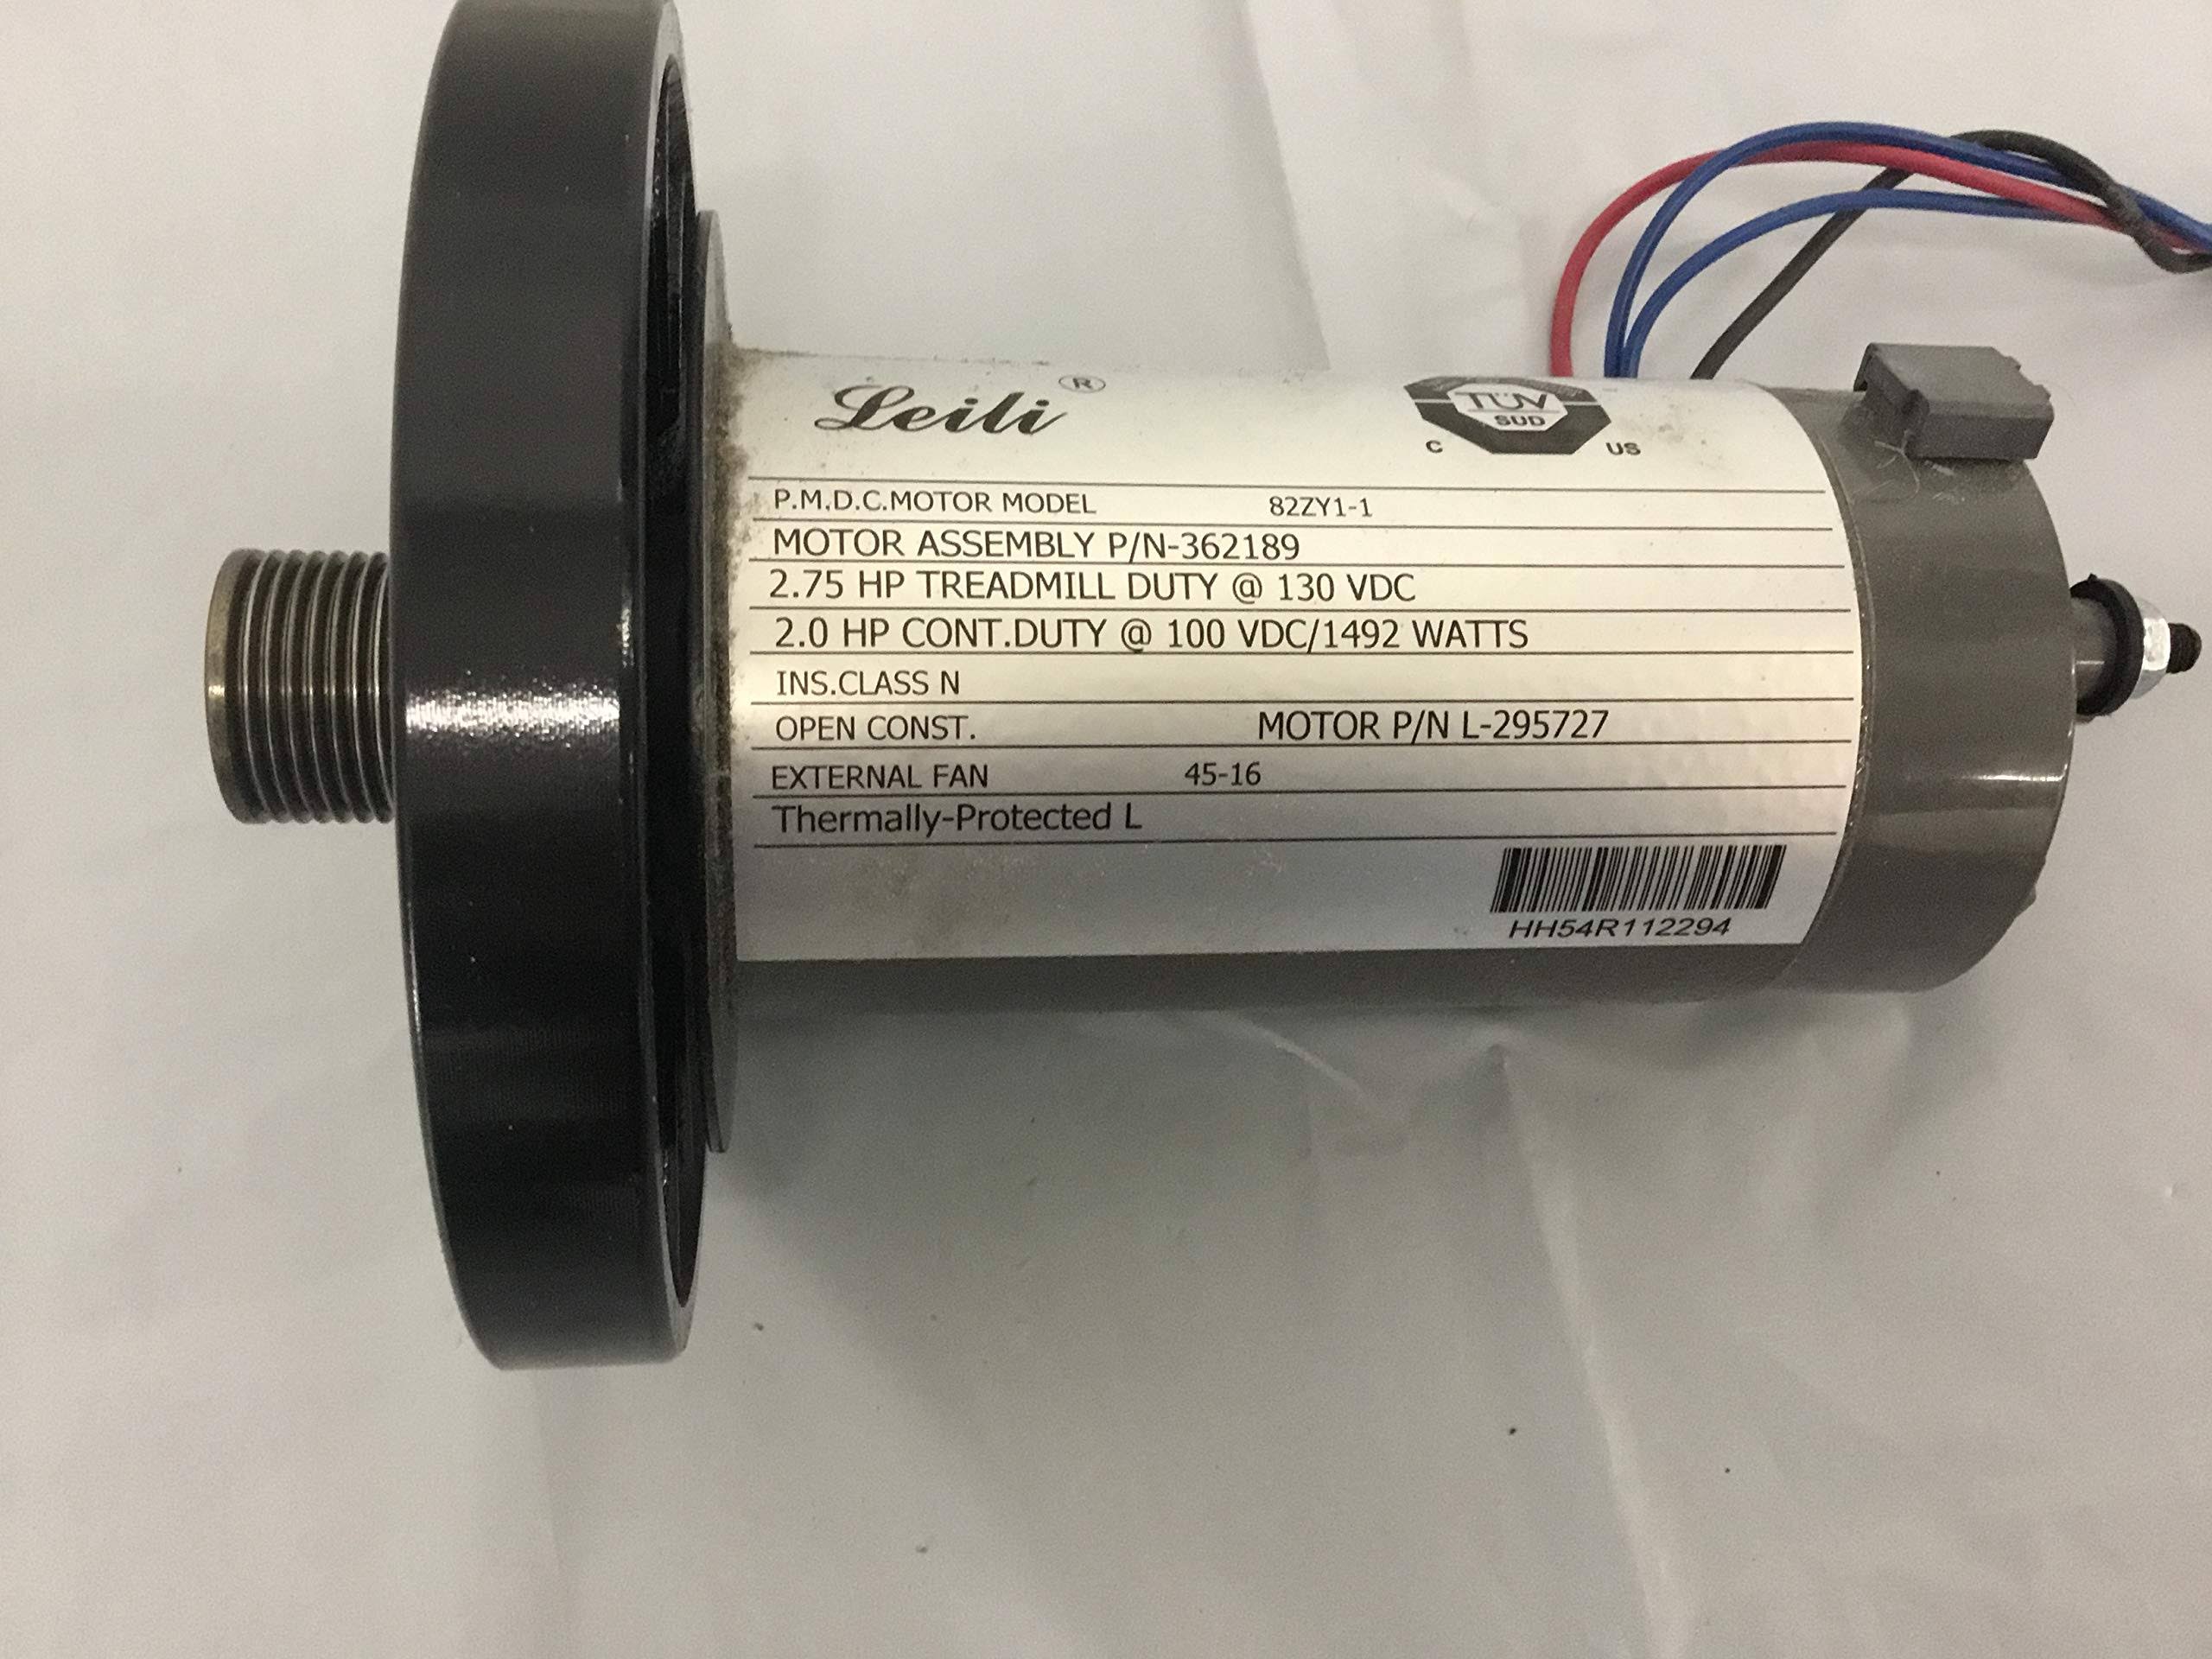 Leili ®
TÜV
SUD
C US
P.M.D.C.MOTOR MODEL 82ZY1-1
MOTOR ASSEMBLY P/N-362189
2.75 HP TREADMILL DUTY @ 130 VDC
2.0 HP CONT.DUTY @ 100 VDC/1492 WATTS
INS.CLASS N
OPEN CONST. MOTOR P/N L-295727
EXTERNAL FAN 45-16
Thermally-Protected L
HH54R112294